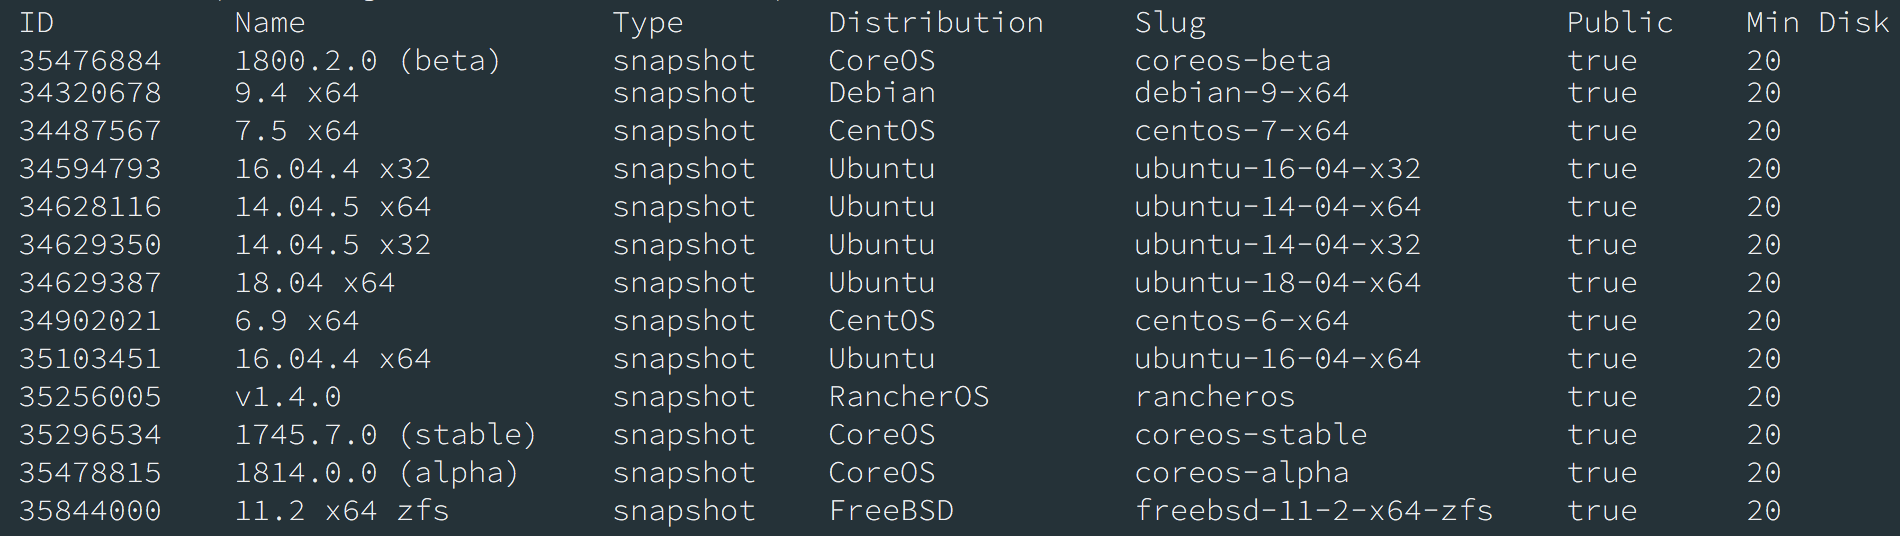 ID Name Type Distribution Slug Public Min Disk
35476884 1800.2.0 (beta) snapshot CoreOS coreos-beta true 20
34320678 9.4 x64 snapshot Debian debian-9-x64 true 20
34487567 7.5 x64 snapshot CentOS centos-7-x64 true 20
34594793 16.04.4 x32 snapshot Ubuntu ubuntu-16-04-x32 true 20
34628116 14.04.5 x64 snapshot Ubuntu ubuntu-14-04-x64 true 20
34629350 14.04.5 x32 snapshot Ubuntu ubuntu-14-04-x32 true 20
34629387 18.04 x64 snapshot Ubuntu ubuntu-18-04-x64 true 20
34902021 6.9 x64 snapshot CentOS centos-6-x64 true 20
35103451 16.04.4 x64 snapshot Ubuntu ubuntu-16-04-x64 true 20
35256005 v1.4.0 snapshot RancherOS rancheros true 20
35296534 1745.7.0 (stable) snapshot CoreOS coreos-stable true 20
35478815 1814.0.0 (alpha) snapshot CoreOS coreos-alpha true 20
35844000 11.2 x64 zfs snapshot FreeBSD freebsd-11-2-x64-zfs true 20